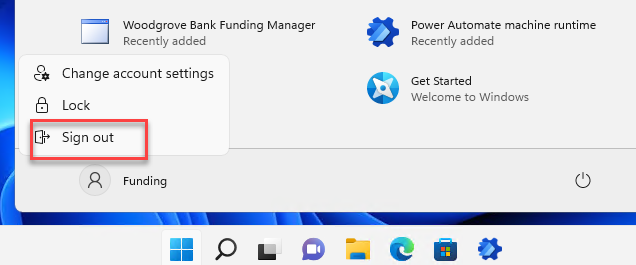 Woodgrove Bank Funding Manager
Recently added
Power Automate machine runtime
Recently added
Change account settings
Lock
Sign out
Get Started
Welcome to Windows
Funding